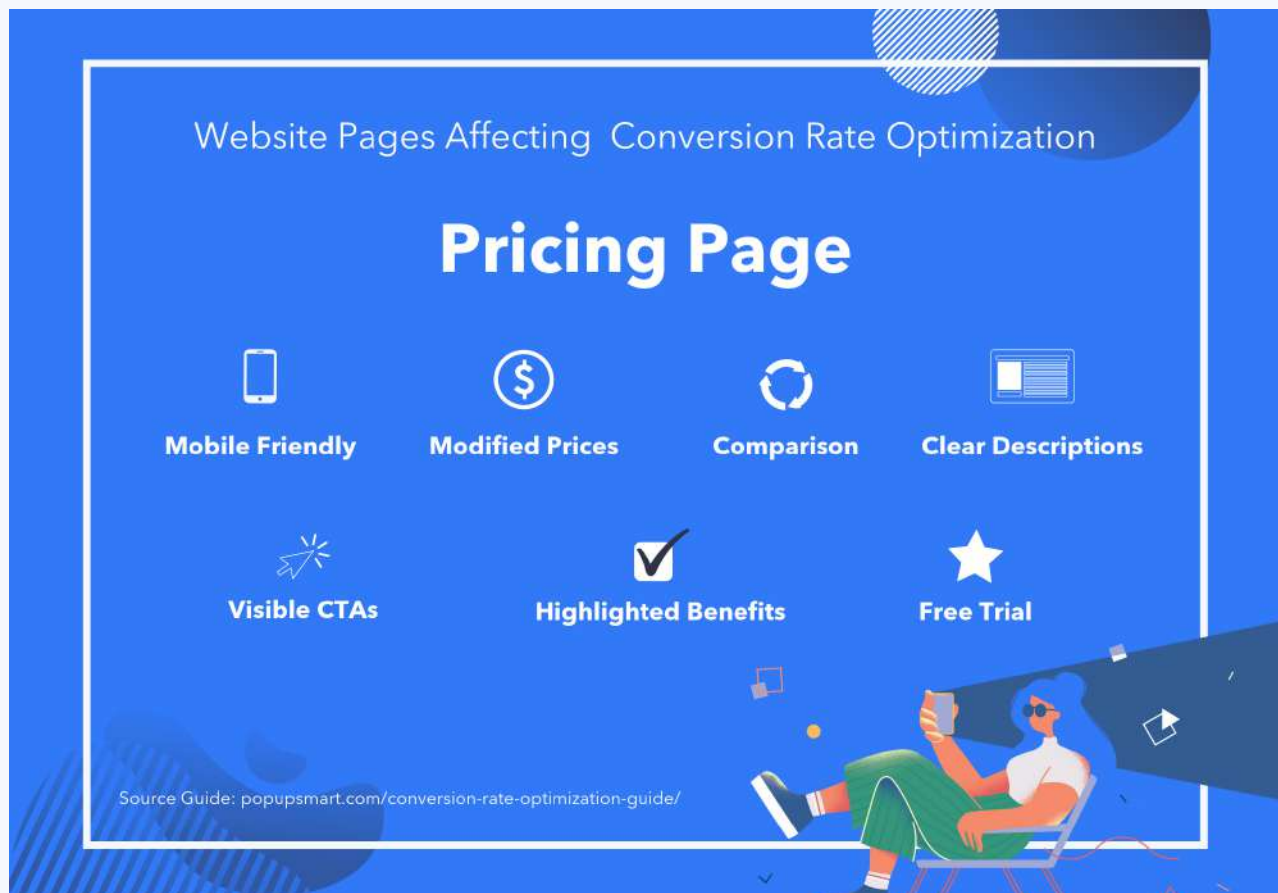 Website Pages Affecting Conversion Rate Optimization
Pricing Page
$
Mobile Friendly
Modified Prices
Comparison
Clear Descriptions
Visible CTAs
Highlighted Benefits
Free Trial
Source Guide: popupsmart.com/conversion-rate-optimization-guide/